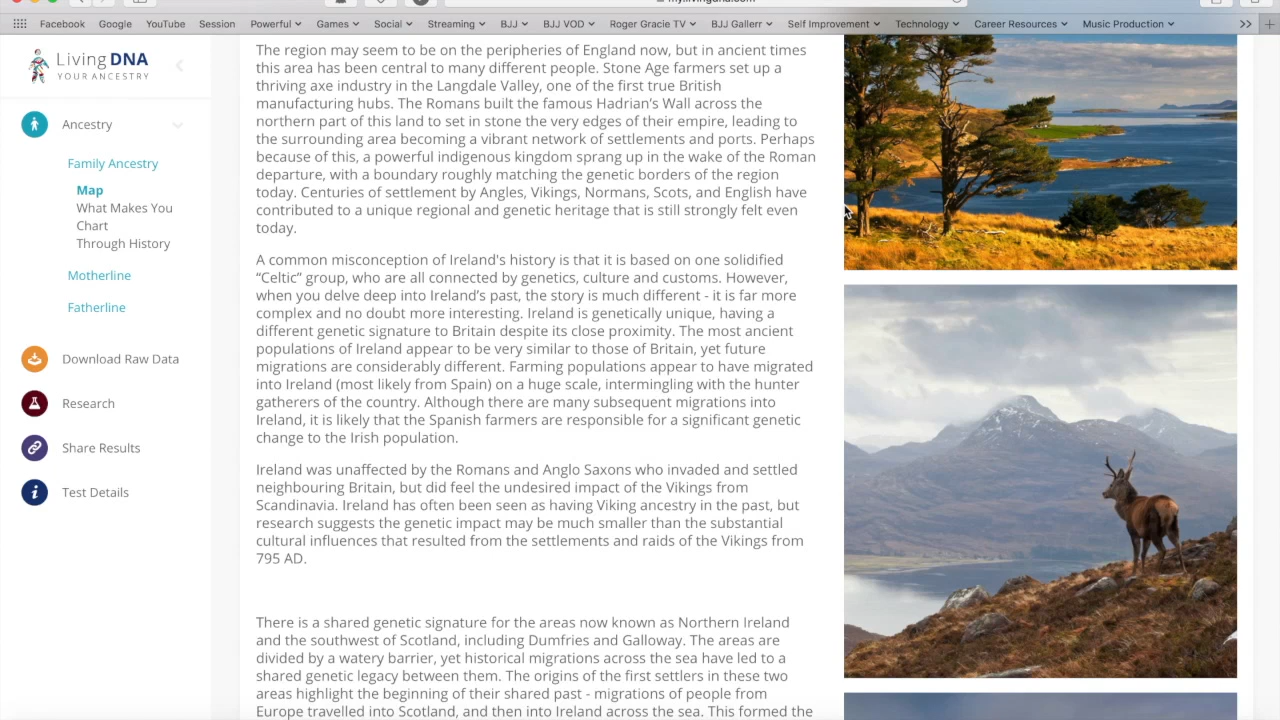 Facebook Google YouTube Session Powerful Games Social Streaming BJJ BJJ VOD Roger Gracie TV BJJ Gallerr Self Improvement Technology Career Resources Music Production
Living DNA
YOUR ANCESTRY
Ancestry
Family Ancestry
Map
What Makes You
Chart
Through History
Motherline
Fatherline
Download Raw Data
Research
Share Results
Test Details
The region may seem to be on the peripheries of England now, but in ancient times
this area has been central to many different people. Stone Age farmers set up a
thriving axe industry in the Langdale Valley, one of the first true British
manufacturing hubs. The Romans built the famous Hadrian's Wall across the
northern part of this land to set in stone the very edges of their empire, leading to
the surrounding area becoming a vibrant network of settlements and ports. Perhaps
because of this, a powerful indigenous kingdom sprang up in the wake of the Roman
departure, with a boundary roughly matching the genetic borders of the region
today. Centuries of settlement by Angles, Vikings, Normans, Scots, and English have
contributed to a unique regional and genetic heritage that is still strongly felt even
today.
A common misconception of Ireland's history is that it is based on one solidified
“Celtic” group, who are all connected by genetics, culture and customs. However,
when you delve deep into Ireland’s past, the story is much different - it is far more
complex and no doubt more interesting. Ireland is genetically unique, having a
different genetic signature to Britain despite its close proximity. The most ancient
populations of Ireland appear to be very similar to those of Britain, yet future
migrations are considerably different. Farming populations appear to have migrated
into Ireland (most likely from Spain) on a huge scale, intermingling with the hunter
gatherers of the country. Although there are many subsequent migrations into
Ireland, it is likely that the Spanish farmers are responsible for a significant genetic
change to the Irish population.
Ireland was unaffected by the Romans and Anglo Saxons who invaded and settled
neighbouring Britain, but did feel the undesired impact of the Vikings from
Scandinavia. Ireland has often been seen as having Viking ancestry in the past, but
research suggests the genetic impact may be much smaller than the substantial
cultural influences that resulted from the settlements and raids of the Vikings from
795 AD.
There is a shared genetic signature for the areas now known as Northern Ireland
and the southwest of Scotland, including Dumfries and Galloway. The areas are
divided by a watery barrier, yet historical migrations across the sea have led to a
shared genetic legacy between them. The origins of the first settlers in these two
areas highlight the beginning of their shared past - migrations of people from
Europe travelled into Scotland, and then into Ireland across the sea. This formed the